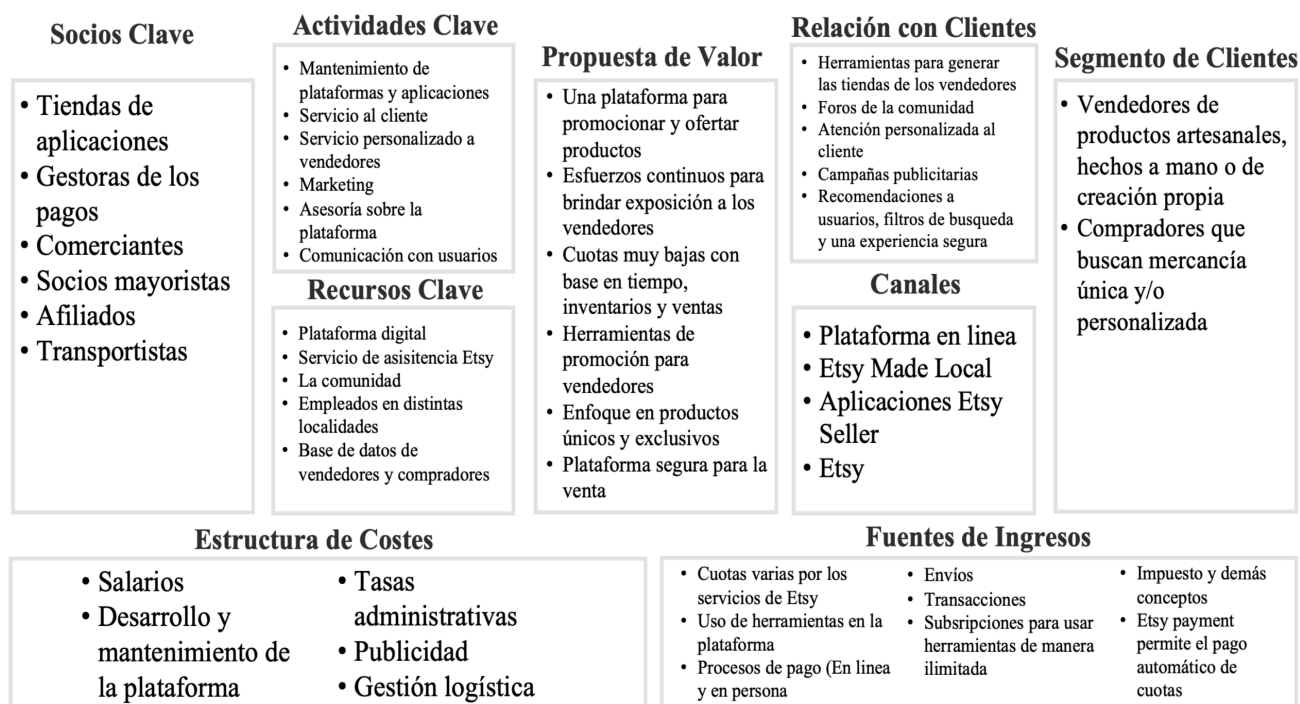 Socios Clave
• Tiendas de
aplicaciones
• Gestoras de los
pagos
• Comerciantes
• Socios mayoristas
• Afiliados
• Transportistas
Actividades Clave
• Mantenimiento de
plataformas y aplicaciones
• Servicio al cliente
• Servicio personalizado a
vendedores
• Marketing
• Asesoría sobre la
plataforma
• Comunicación con usuarios
Recursos Clave
• Plataforma digital
• Servicio de asisitencia Etsy
• La comunidad
• Empleados en distintas
localidades
• Base de datos de
vendedores y compradores
Propuesta de Valor
• Una plataforma para
promocionar y ofertar
productos
• Esfuerzos continuos para
brindar exposición a los
vendedores
• Cuotas muy bajas con
base en tiempo,
inventarios y ventas
• Herramientas de
promoción para
vendedores
• Enfoque en productos
únicos y exclusivos
• Plataforma segura para la
venta
Relación con Clientes
• Herramientas para generar
las tiendas de los vendedores
• Foros de la comunidad
• Atención personalizada al
cliente
• Campañas publicitarias
• Recomendaciones a
usuarios, filtros de busqueda
y una experiencia segura
Canales
• Plataforma en linea
• Etsy Made Local
• Aplicaciones Etsy
Seller
• Etsy
Segmento de Clientes
• Vendedores de
productos artesanales,
hechos a mano o de
creación propia
• Compradores que
buscan mercancía
única y/o
personalizada
Estructura de Costes
• Salarios
• Desarrollo y
mantenimiento de
la plataforma
• Tasas
administrativas
• Publicidad
• Gestión logística
Fuentes de Ingresos
• Cuotas varias por los
servicios de Etsy
• Uso de herramientas en la
plataforma
• Procesos de pago (En linea
y en persona
• Envíos
• Transacciones
• Subsripciones para usar
herramientas de manera
ilimitada
• Impuesto y demás
conceptos
• Etsy payment
permite el pago
automático de
cuotas